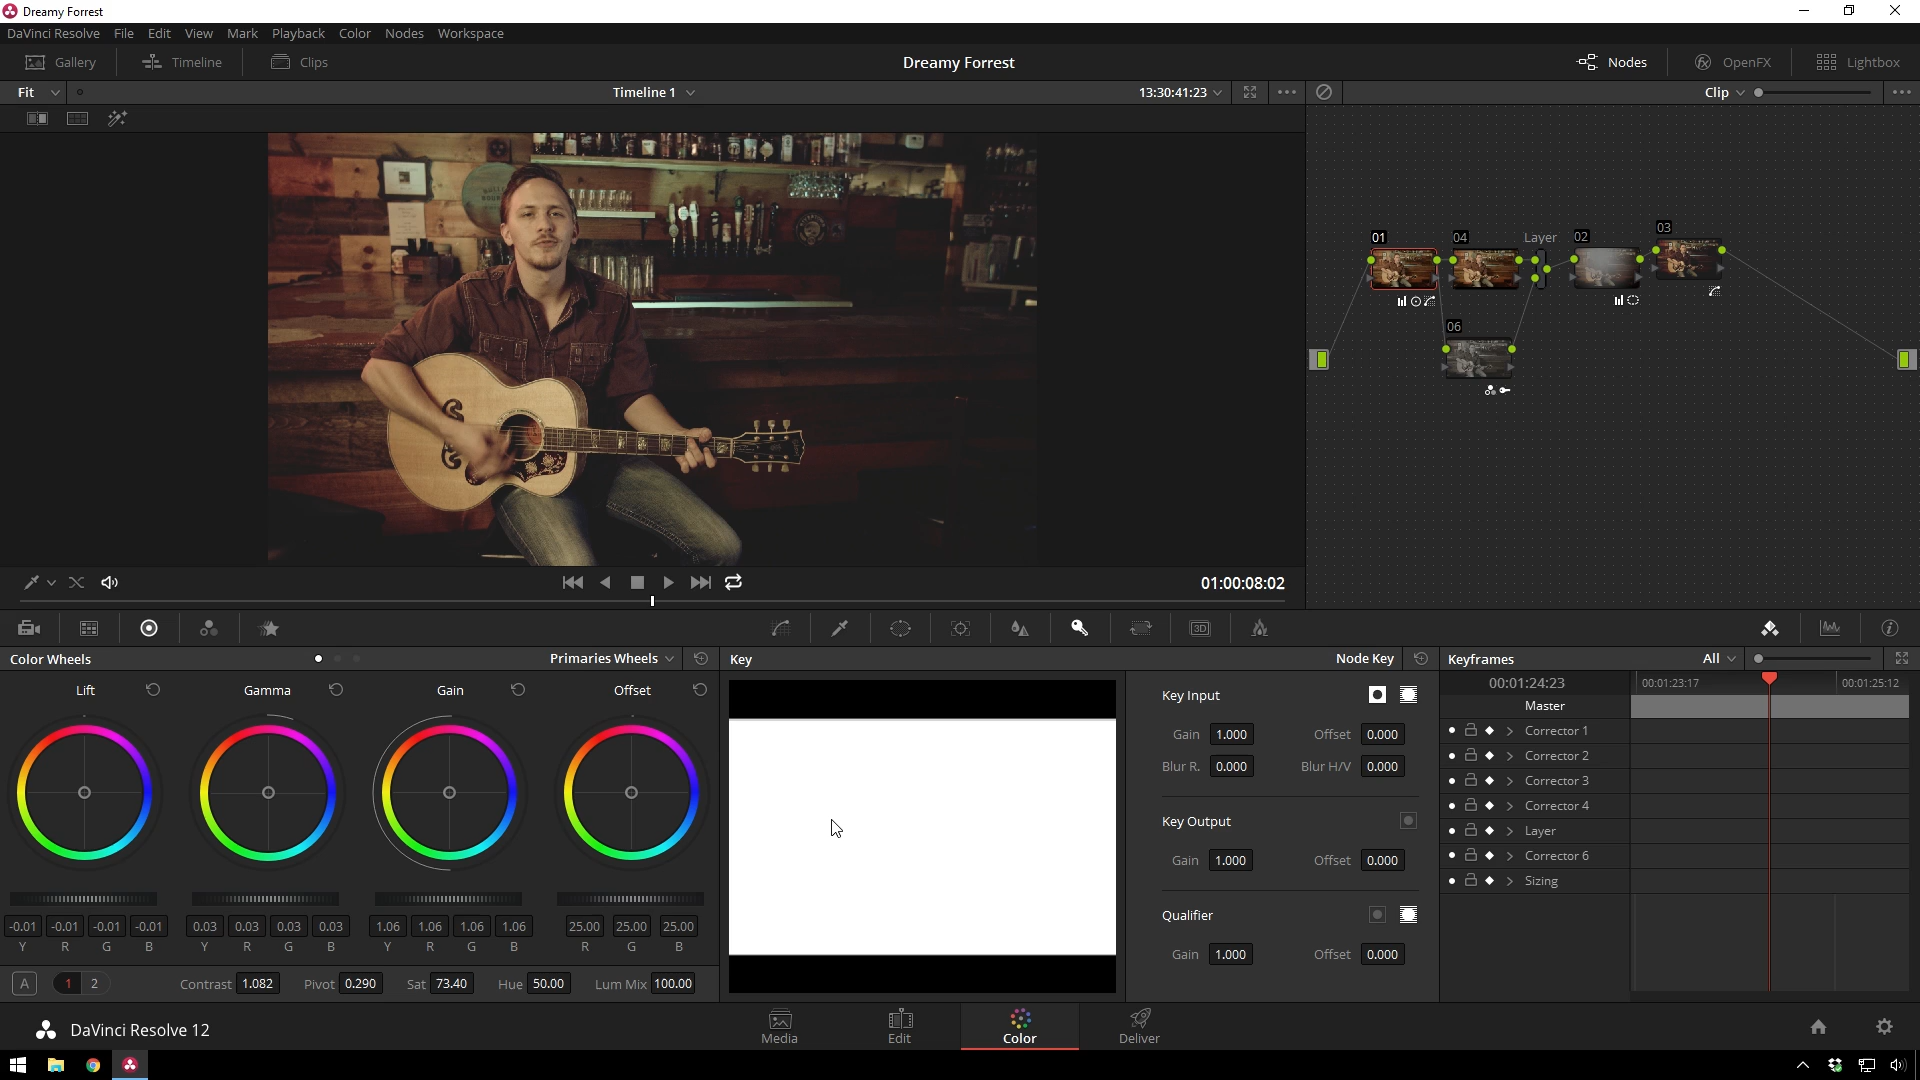 Dreamy Forrest
DaVinci Resolve File Edit View Mark Playback Color Nodes Workspace
Gallery Timeline Clips Dreamy Forrest Nodes OpenFX Lightbox
Fit Timeline 1 13:30:41:23 Clip
01 04 Layer 02 03
06
01:00:08:02
3D
Color Wheels Primaries Wheels Key Node Key Keyframes All
Lift Gamma Gain Offset
Key Input
Gain 1.000 Offset 0.000
Blur R. 0.000 Blur H/V 0.000
Key Output
Gain 1.000 Offset 0.000
Qualifier
Gain 1.000 Offset 0.000
00:01:24:23 00:01:23:17 00:01:25:12
Master
Corrector 1
Corrector 2
Corrector 3
Corrector 4
Layer
Corrector 6
Sizing
-0.01 -0.01 -0.01 -0.01 0.03 0.03 0.03 0.03 1.06 1.06 1.06 1.06 25.00 25.00 25.00
Y R G B Y R G B Y R G B R G B
A 1 2 Contrast 1.082 Pivot 0.290 Sat 73.40 Hue 50.00 Lum Mix 100.00
DaVinci Resolve 12 Media Edit Color Deliver